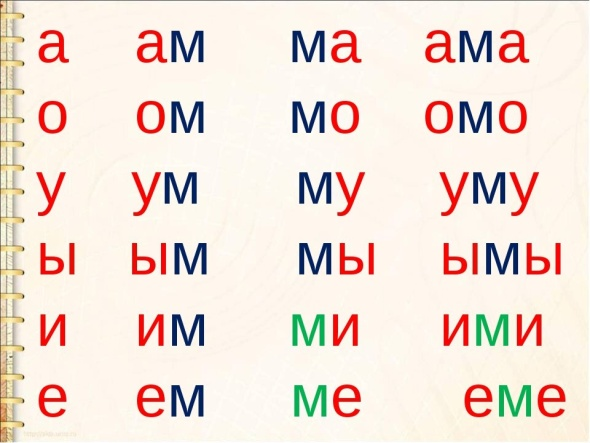 а ам ма ама
о ом мо омо
у ум му уму
ы ым мы ымы
и им ми ими
е ем ме еме